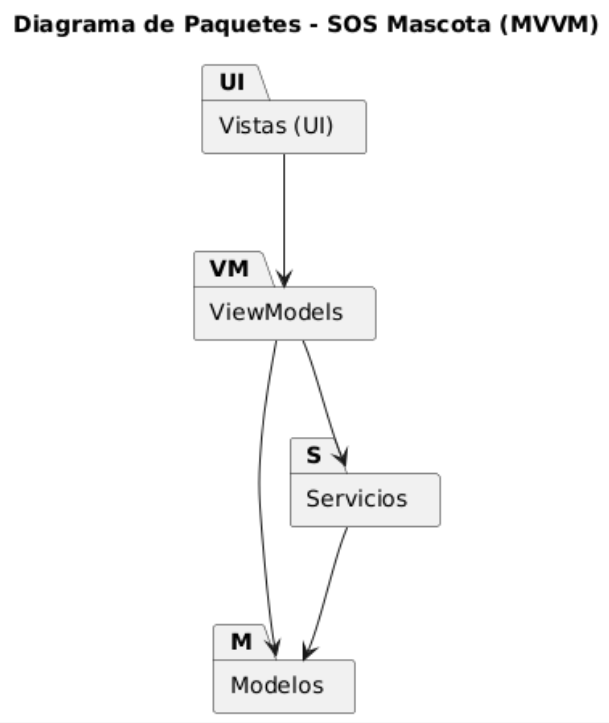 Diagrama de Paquetes - SOS Mascota (MVVM)
UI
Vistas (UI)
VM
ViewModels
S
Servicios
M
Modelos